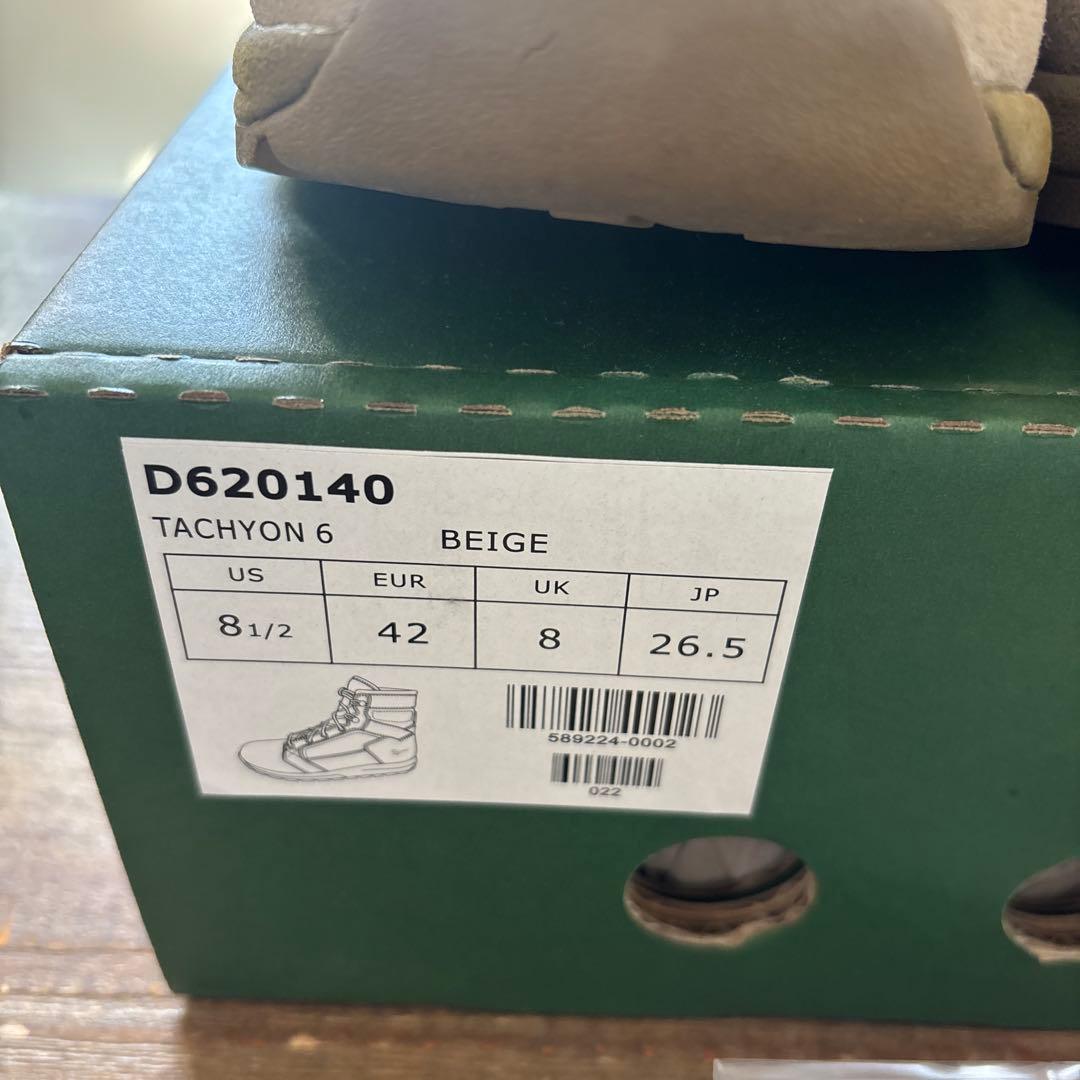 D620140
TACHYON 6 BEIGE
US EUR UK JP
8 1/2 42 8 26.5
589224-0002
022